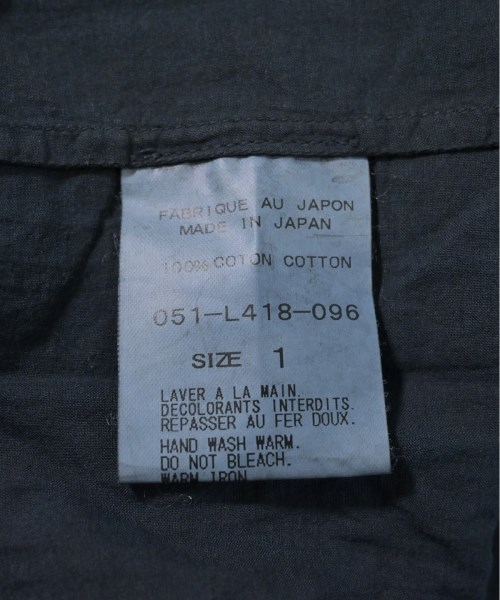 FABRIQUE AU JAPON
MADE IN JAPAN
100% COTON COTTON
051-L418-096
SIZE 1
LAVER A LA MAIN.
DECOLORANTS INTERDITS.
REPASSER AU FER DOUX.
HAND WASH WARM.
DO NOT BLEACH.
WARM IRON